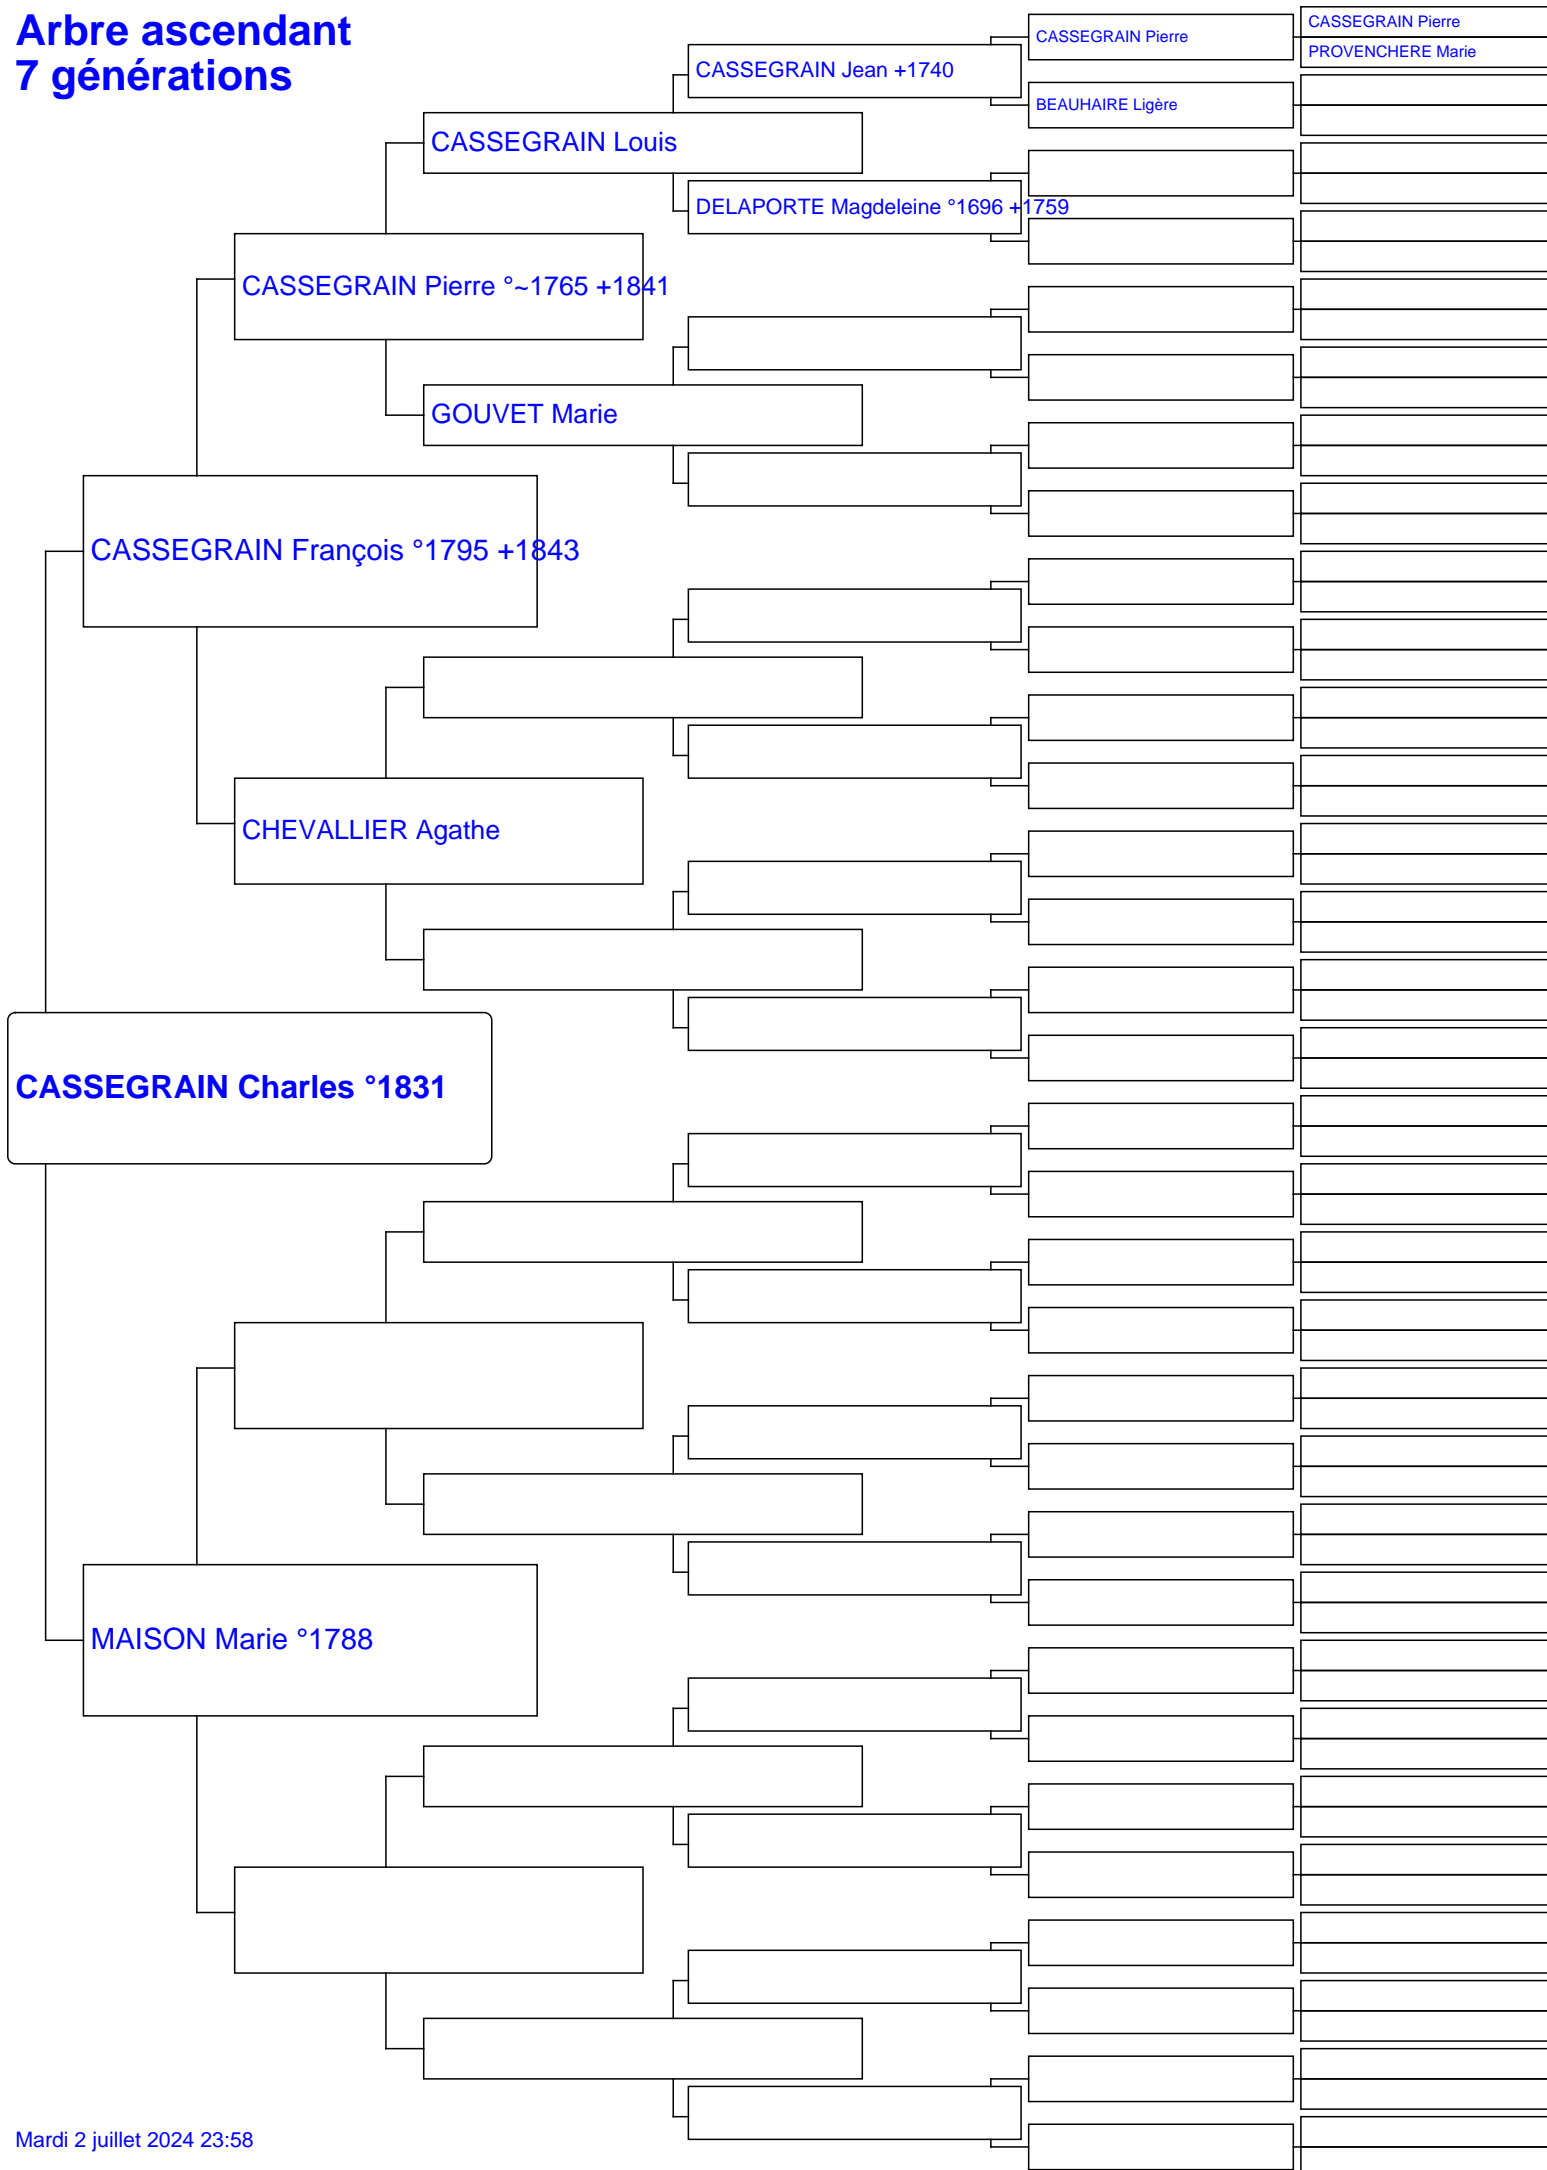 Arbre ascendant
7 générations
CASSEGRAIN Pierre
PROVENCHERE Marie
CASSEGRAIN Pierre
CASSEGRAIN Jean +1740
BEAUHAIRE Ligère
CASSEGRAIN Louis
DELAPORTE Magdeleine °1696 +1759
CASSEGRAIN Pierre °~1765 +1841
GOUVET Marie
CASSEGRAIN François °1795 +1843
CHEVALLIER Agathe
CASSEGRAIN Charles °1831
MAISON Marie °1788
Mardi 2 juillet 2024 23:58